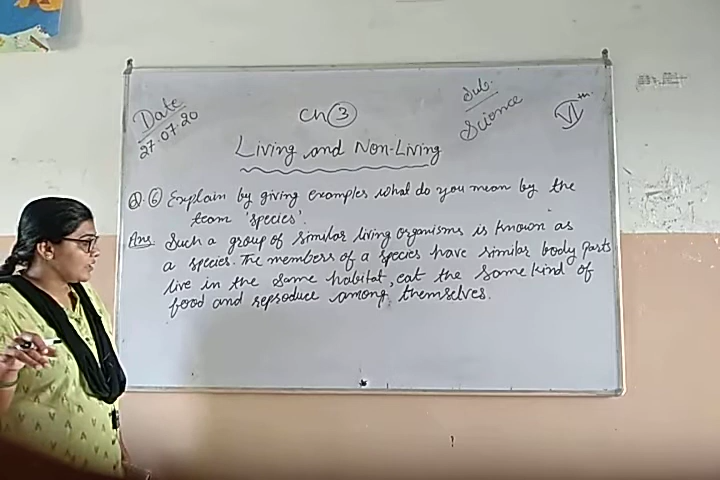 Date
27.07.20
Ch 3
Sub.
Science
VI th
Living and Non-Living
Q.6 Explain by giving examples what do you mean by the
team 'species'.
Ans. Such a group of similar living organisms is known as
a species. The members of a species have similar body parts
live in the same habitat, eat the same kind of
food and reproduce among themselves.